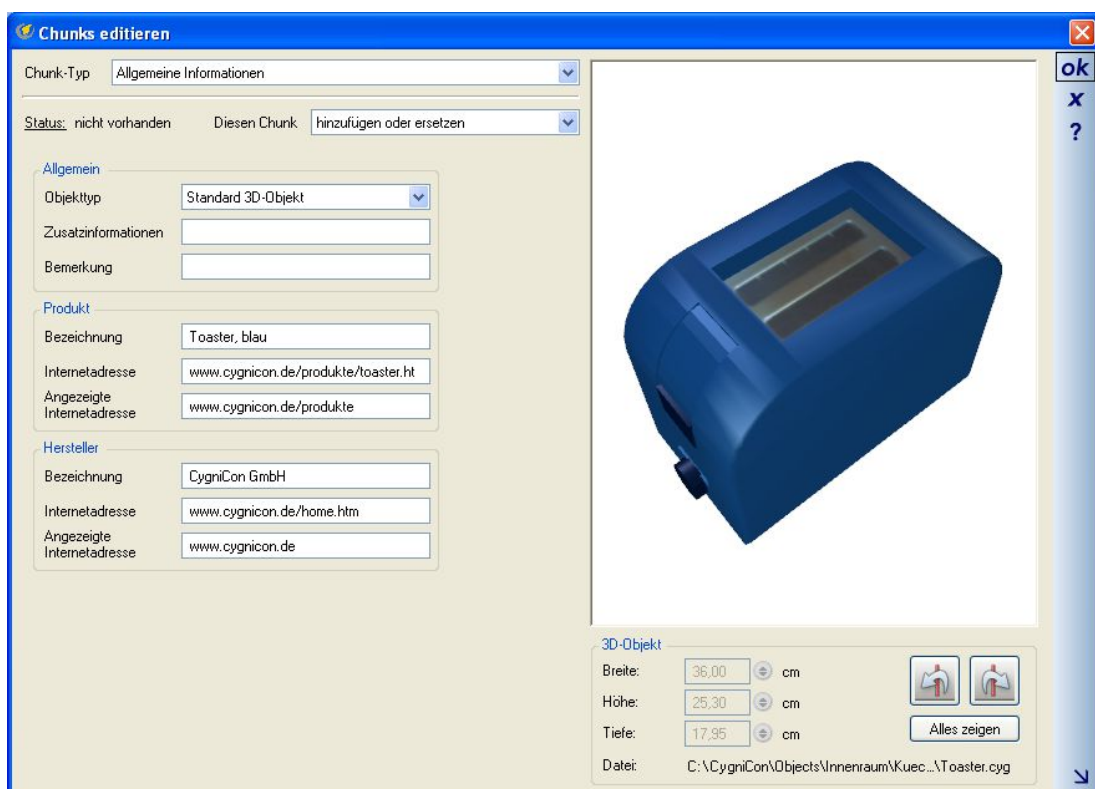 Chunks editieren
Chunk-Typ Allgemeine Informationen
Status: nicht vorhanden Diesen Chunk hinzufügen oder ersetzen
Allgemein
Objekttyp Standard 3D-Objekt
Zusatzinformationen
Bemerkung
Produkt
Bezeichnung Toaster, blau
Internetadresse www.cygnicon.de/produkte/toaster.ht
Angezeigte
Internetadresse www.cygnicon.de/produkte
Hersteller
Bezeichnung CygniCon GmbH
Internetadresse www.cygnicon.de/home.htm
Angezeigte
Internetadresse www.cygnicon.de
3D-Objekt
Breite: 36,00 cm
Höhe: 25,30 cm
Tiefe: 17,95 cm
Alles zeigen
Datei: C:\CygniCon\Objects\Innenraum\Kuec...\Toaster.cyg
ok
x
?